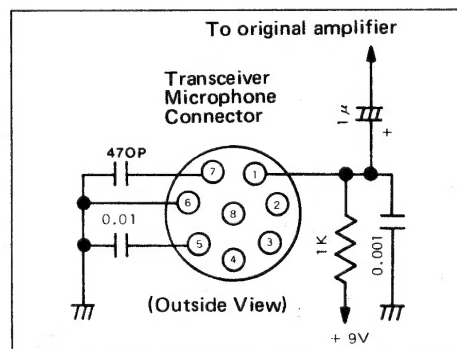 To original amplifier
Transceiver
Microphone
Connector
1μ
+
470P
7
1
6
2
0.01
8
5
3
4
1K
0.001
(Outside View)
+ 9V